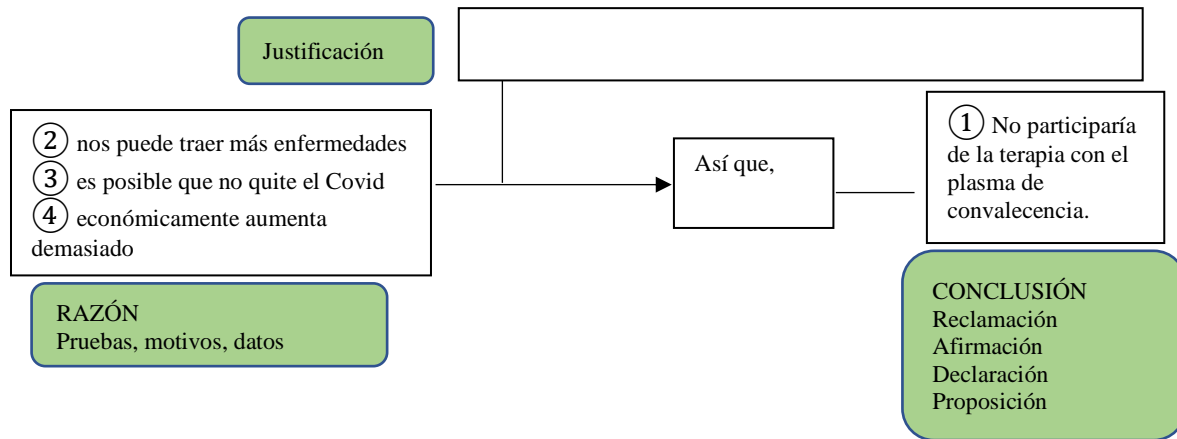 Justificación
② nos puede traer más enfermedades
③ es posible que no quite el Covid
④ económicamente aumenta
demasiado
Así que,
① No participaría
de la terapia con el
plasma de
convalecencia.
RAZÓN
Pruebas, motivos, datos
CONCLUSIÓN
Reclamación
Afirmación
Declaración
Proposición